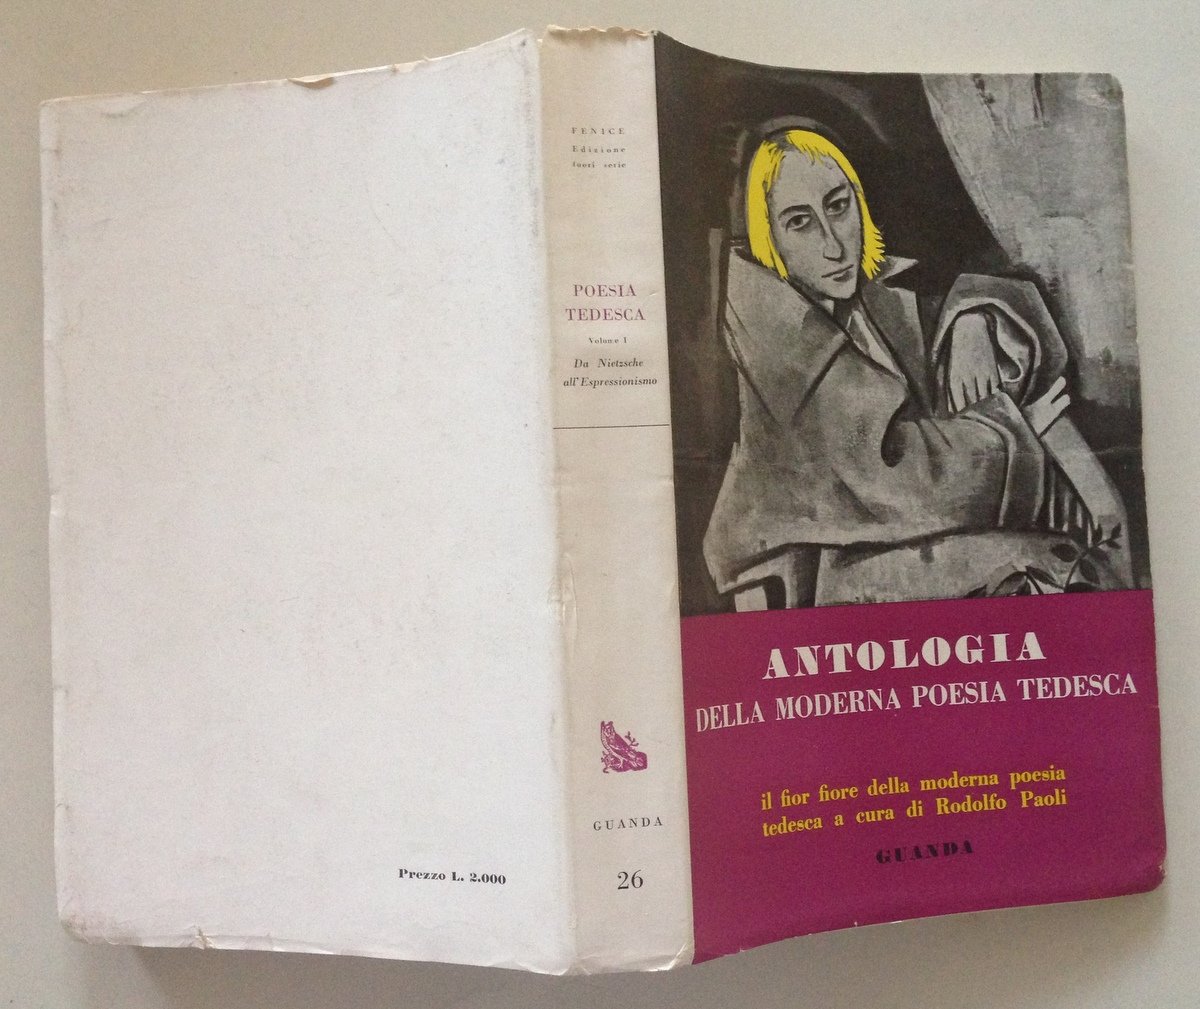 Prezzo L. 2.000
FENICE
Edizione
fuori serie
POESIA
TEDESCA
Volume I
Da Nietzsche
all'Espressionismo
GUANDA
26
ANTOLOGIA
DELLA MODERNA POESIA TEDESCA
il fior fiore della moderna poesia
tedesca a cura di Rodolfo Paoli
GUANDA